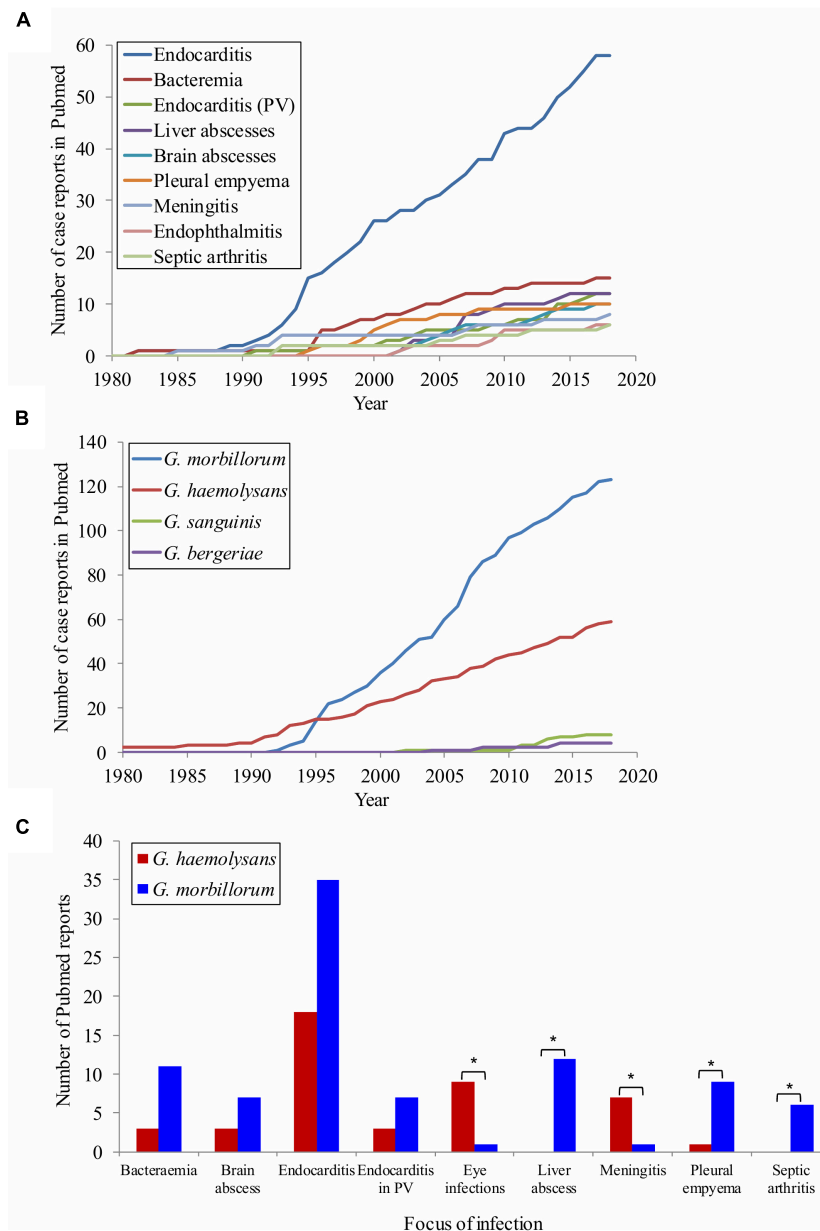 A
Number of case reports in Pubmed
60
50
40
30
20
10
0
Endocarditis
Bacteremia
Endocarditis (PV)
Liver abscesses
Brain abscesses
Pleural empyema
Meningitis
Endophthalmitis
Septic arthritis
1980 1985 1990 1995 2000 2005 2010 2015 2020
Year
B
Number of case reports in Pubmed
140
120
100
80
60
40
20
0
G. morbillorum
G. haemolysans
G. sanguinis
G. bergeriae
1980 1985 1990 1995 2000 2005 2010 2015 2020
Year
C
Number of Pubmed reports
40
35
30
25
20
15
10
5
0
G. haemolysans
G. morbillorum
* * * * *
Bacteraemia
Brain
abscess
Endocarditis
Endocarditis
in PV
Eye
infections
Liver
abscess
Meningitis
Pleural
empyema
Septic
arthritis
Focus of infection